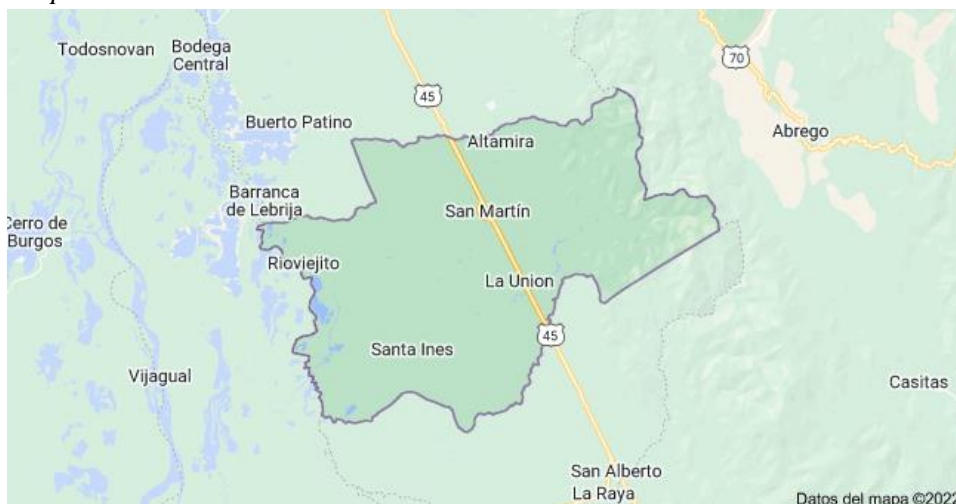 Todosnovan
Bodega
Central
45
70
Buerto Patino
Altamira
Abrego
Barranca
de Lebrija
San Martín
Cerro de
Burgos
Rioviejito
La Union
45
Santa Ines
Vijagual
Casitas
San Alberto
La Raya
Datos del mapa ©2022